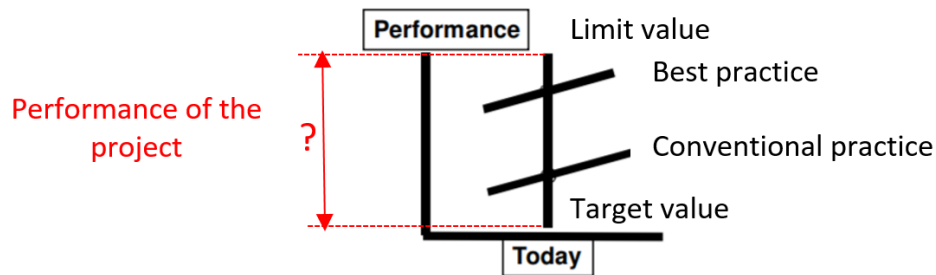 Performance
Limit value
Best practice
Performance of the
project
?
Conventional practice
Target value
Today